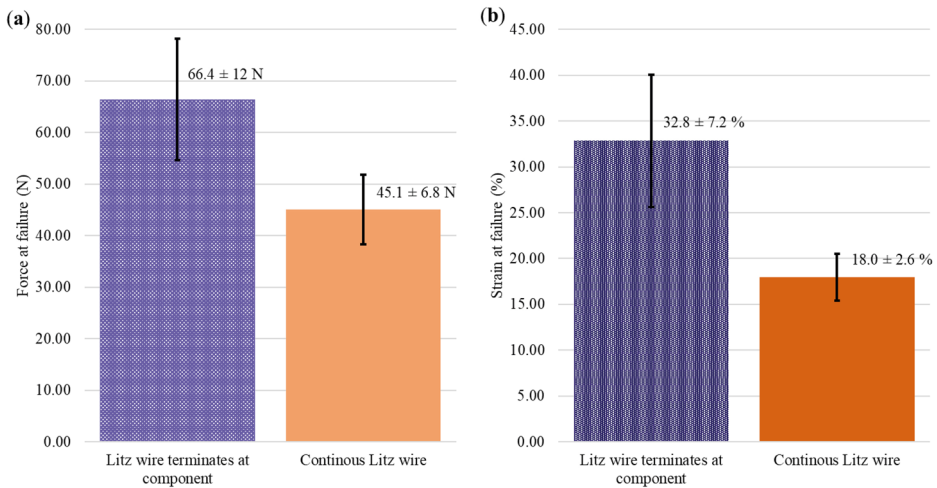 (a)
80.00
70.00
60.00
50.00
40.00
30.00
20.00
10.00
0.00
Force at failure (N)
66.4 ± 12 N
45.1 ± 6.8 N
Litz wire terminates at
component
Continous Litz wire
(b)
45.00
40.00
35.00
30.00
25.00
20.00
15.00
10.00
5.00
0.00
Strain at failure (%)
32.8 ± 7.2 %
18.0 ± 2.6 %
Litz wire terminates at
component
Continous Litz wire